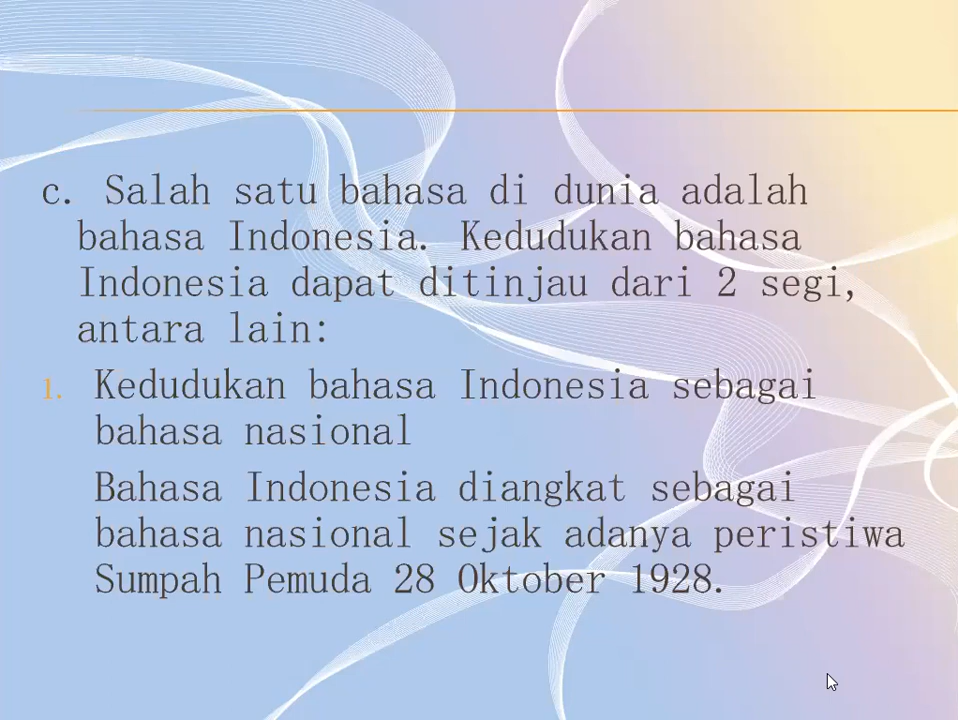 c. Salah satu bahasa di dunia adalah
bahasa Indonesia. Kedudukan bahasa
Indonesia dapat ditinjau dari 2 segi,
antara lain:
1. Kedudukan bahasa Indonesia sebagai
bahasa nasional
Bahasa Indonesia diangkat sebagai
bahasa nasional sejak adanya peristiwa
Sumpah Pemuda 28 Oktober 1928.